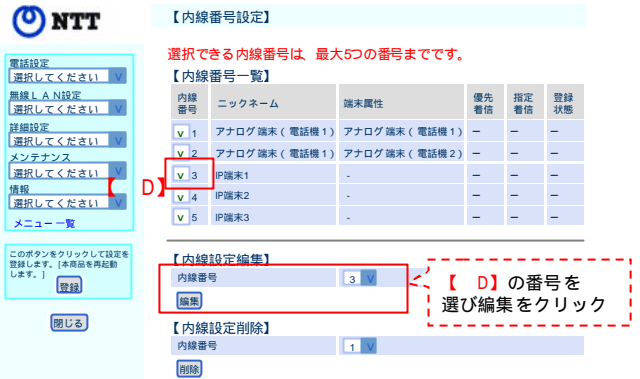 NTT
電話設定
選択してください V
無線ＬＡＮ設定
選択してください V
詳細設定
選択してください V
メンテナンス
選択してください V
情報
選択してください V
メニュー一覧
このボタンをクリックして設定を
登録します。[本商品を再起動
します。]
登録
閉じる
【内線番号設定】
選択できる内線番号は、最大5つの番号までです。
【内線番号一覧】
内線番号 ニックネーム 端末属性 優先着信 指定着信 登録状態
v 1 アナログ端末（電話機１） アナログ端末（電話機１） － － －
v 2 アナログ端末（電話機１） アナログ端末（電話機２） － － －
v 3 IP端末1 - － － －
v 4 IP端末2 - － － －
v 5 IP端末3 - － － －
【 D】
【内線設定編集】
内線番号 3 V
編集
【 D】の番号を
選び編集をクリック
【内線設定削除】
内線番号 1 V
削除